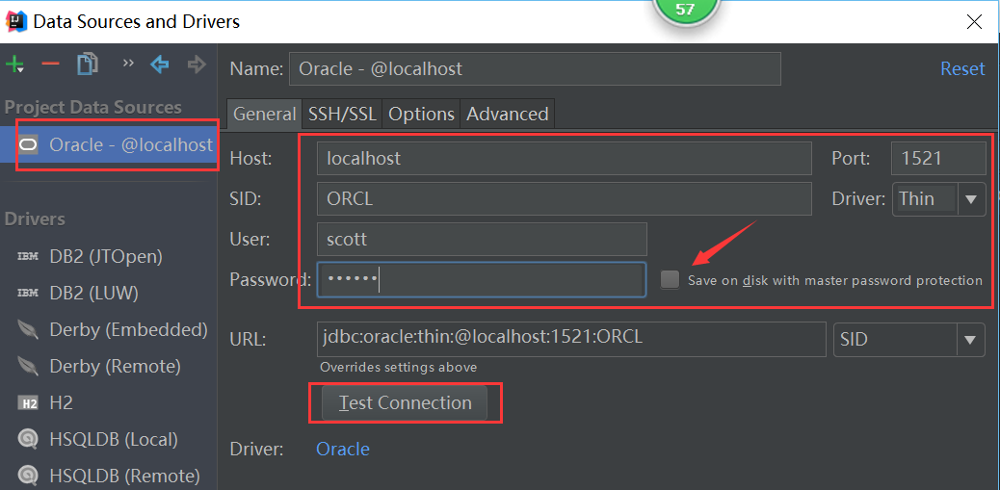 Data Sources and Drivers
57
Name: Oracle - @localhost Reset
Project Data Sources
Oracle - @localhost
General SSH/SSL Options Advanced
Host: localhost Port: 1521
SID: ORCL Driver: Thin
User: scott
Password: •••••• Save on disk with master password protection
URL: jdbc:oracle:thin:@localhost:1521:ORCL SID
Overrides settings above
Test Connection
Driver: Oracle
Drivers
IBM DB2 (JTOpen)
IBM DB2 (LUW)
Derby (Embedded)
Derby (Remote)
H2 H2
HSQLDB (Local)
HSQLDB (Remote)